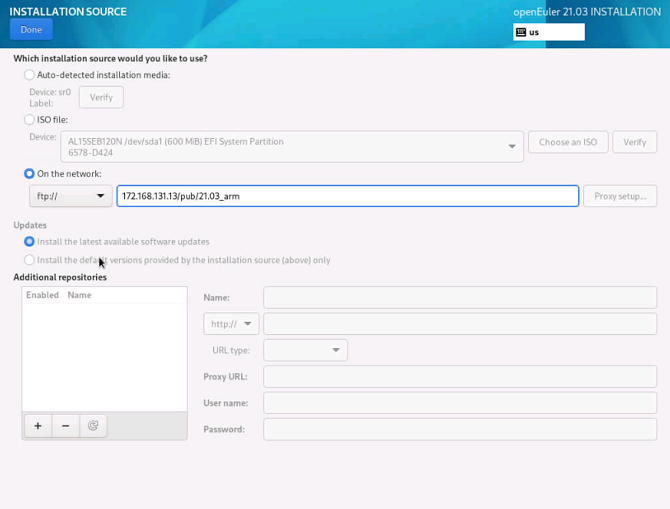 INSTALLATION SOURCE
openEuler 21.03 INSTALLATION
Done
us
Which installation source would you like to use?
Auto-detected installation media:
Device: sr0
Label:
Verify
ISO file:
Device:
AL15SEB120N /dev/sda1 (600 MiB) EFI System Partition
6578-D424
Choose an ISO
Verify
On the network:
ftp://
172.168.131.13/pub/21.03_arm
Proxy setup...
Updates
Install the latest available software updates
Install the default versions provided by the installation source (above) only
Additional repositories
Enabled Name
Name:
http://
URL type:
Proxy URL:
User name:
Password: